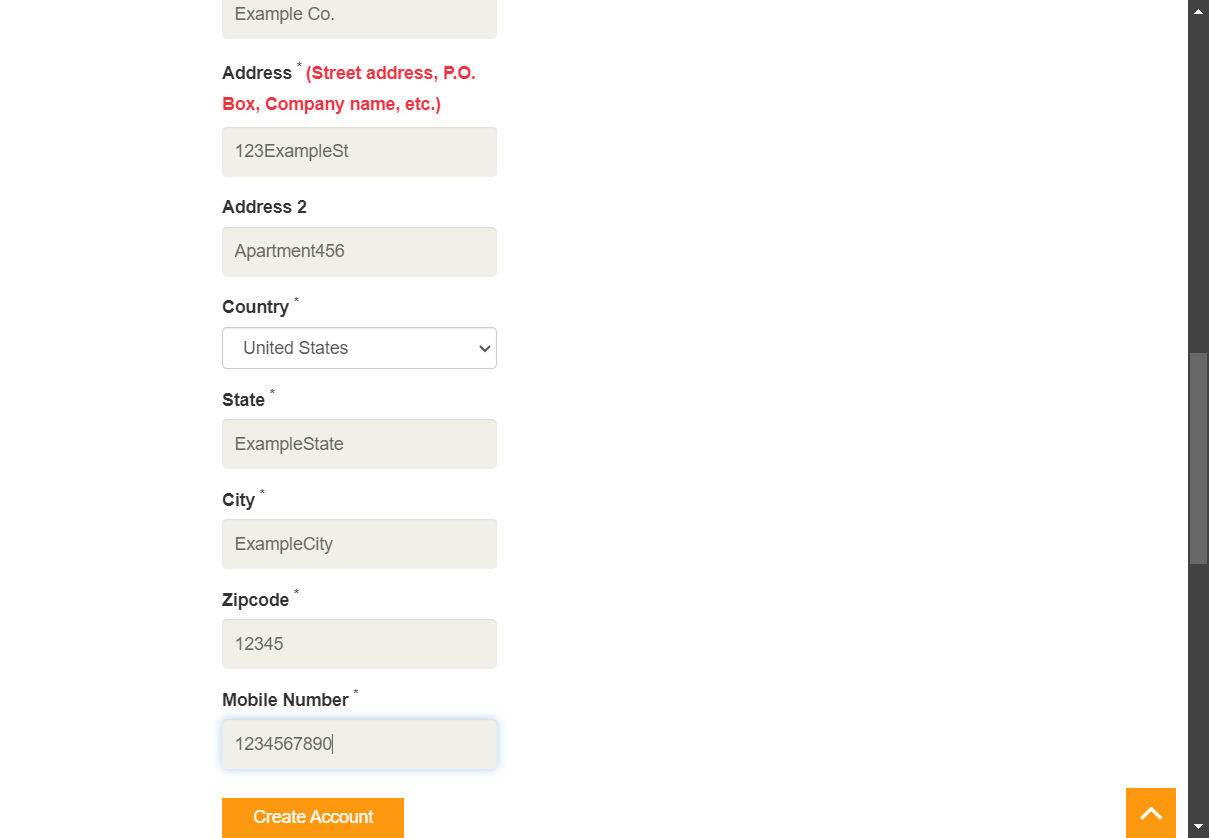 Example Co.
Address * (Street address, P.O.
Box, Company name, etc.)
123ExampleSt
Address 2
Apartment456
Country *
United States
State *
ExampleState
City *
ExampleCity
Zipcode *
12345
Mobile Number *
1234567890
Create Account